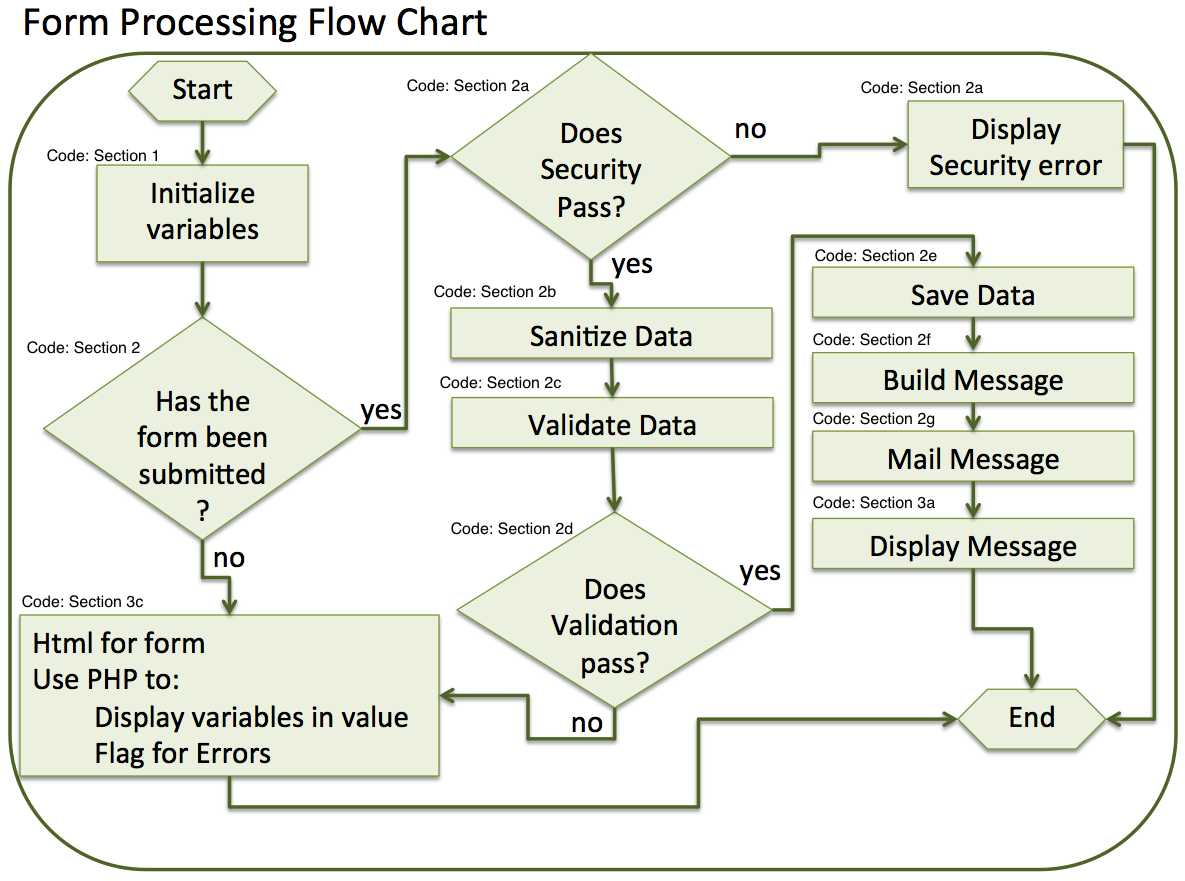 Form Processing Flow Chart
Start
Code: Section 1
Initialize
variables
Code: Section 2
Has the
form been
submitted
?
yes
no
Code: Section 3c
Html for form
Use PHP to:
Display variables in value
Flag for Errors
Code: Section 2a
Does
Security
Pass?
no
yes
Code: Section 2a
Display
Security error
Code: Section 2b
Sanitize Data
Code: Section 2c
Validate Data
Code: Section 2d
Does
Validation
pass?
yes
no
Code: Section 2e
Save Data
Code: Section 2f
Build Message
Code: Section 2g
Mail Message
Code: Section 3a
Display Message
End